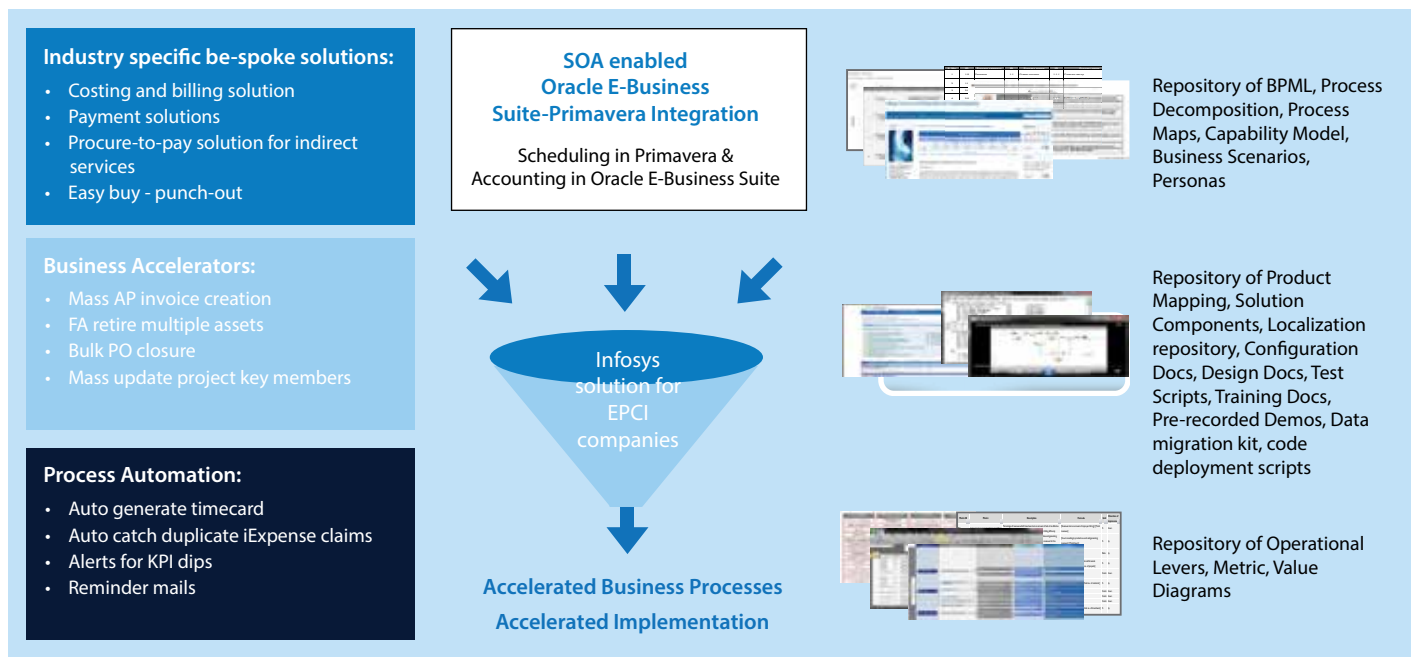 Industry specific be-spoke solutions:
• Costing and billing solution
• Payment solutions
• Procure-to-pay solution for indirect
services
• Easy buy - punch-out
Business Accelerators:
• Mass AP invoice creation
• FA retire multiple assets
• Bulk PO closure
• Mass update project key members
Process Automation:
• Auto generate timecard
• Auto catch duplicate iExpense claims
• Alerts for KPI dips
• Reminder mails
SOA enabled
Oracle E-Business
Suite-Primavera Integration
Scheduling in Primavera &
Accounting in Oracle E-Business Suite
Infosys
solution for
EPCI
companies
Accelerated Business Processes
Accelerated Implementation
Repository of BPML, Process
Decomposition, Process
Maps, Capability Model,
Business Scenarios,
Personas
Repository of Product
Mapping, Solution
Components, Localization
repository, Configuration
Docs, Design Docs, Test
Scripts, Training Docs,
Pre-recorded Demos, Data
migration kit, code
deployment scripts
Repository of Operational
Levers, Metric, Value
Diagrams